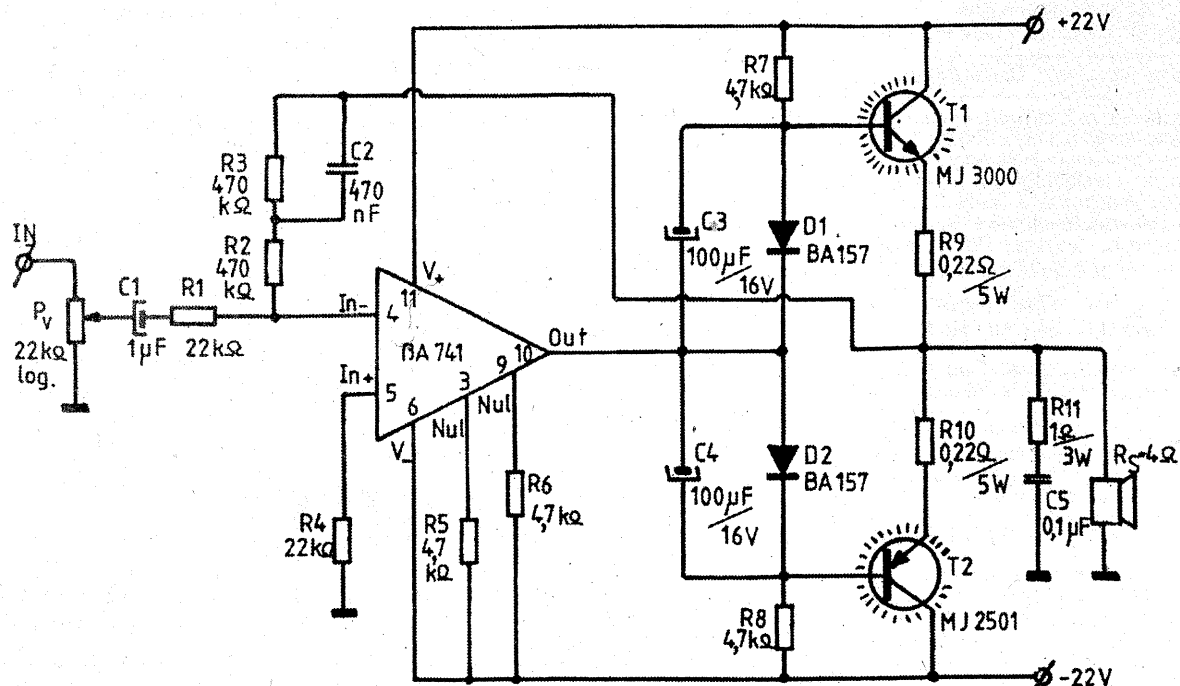 +22V
R7
4,7kΩ
T1
MJ 3000
R3
470
kΩ
C2
470
nF
IN
R2
470
kΩ
C3
100µF
16V
D1
BA157
R9
0,22Ω
5W
Pv
22kΩ
log.
C1
1µF
R1
22kΩ
V+
11
In-
4
BA 741
10
Out
9
In+
5
3
Nul
6
Nul
V-
R4
22kΩ
R5
4,7
kΩ
R6
4,7kΩ
C4
100µF
16V
D2
BA157
R10
0,22Ω
5W
R11
1Ω
3W
RS=4Ω
C5
0,1µF
T2
MJ 2501
R8
4,7kΩ
-22V